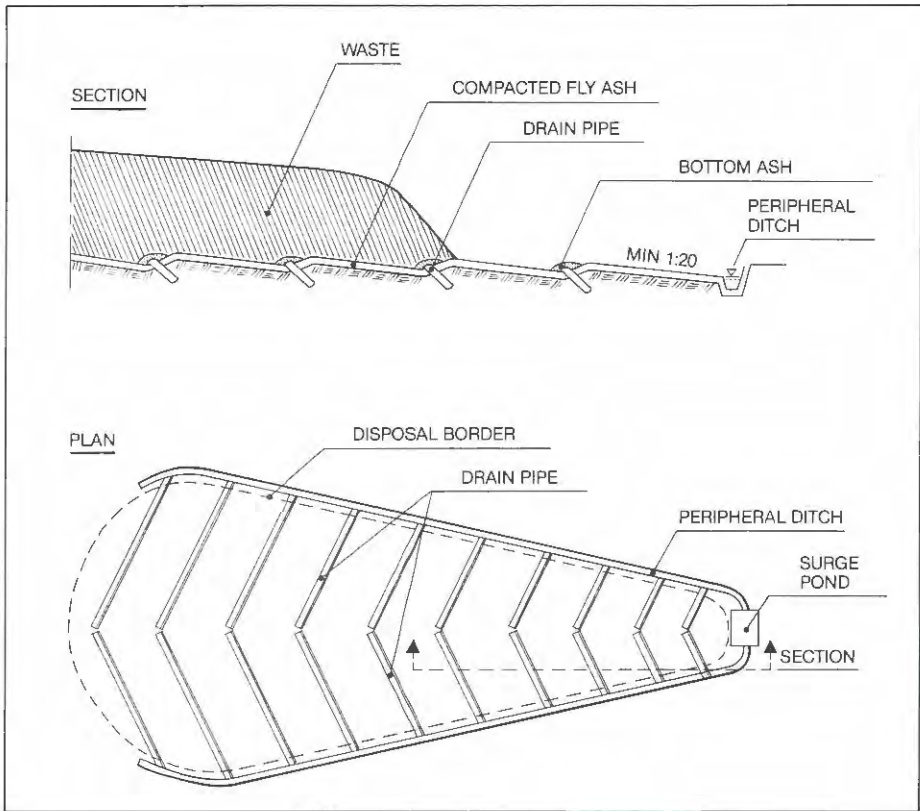 WASTE
SECTION
COMPACTED FLY ASH
DRAIN PIPE
BOTTOM ASH
PERIPHERAL
DITCH
MIN 1:20
PLAN
DISPOSAL BORDER
DRAIN PIPE
PERIPHERAL DITCH
SURGE
POND
SECTION